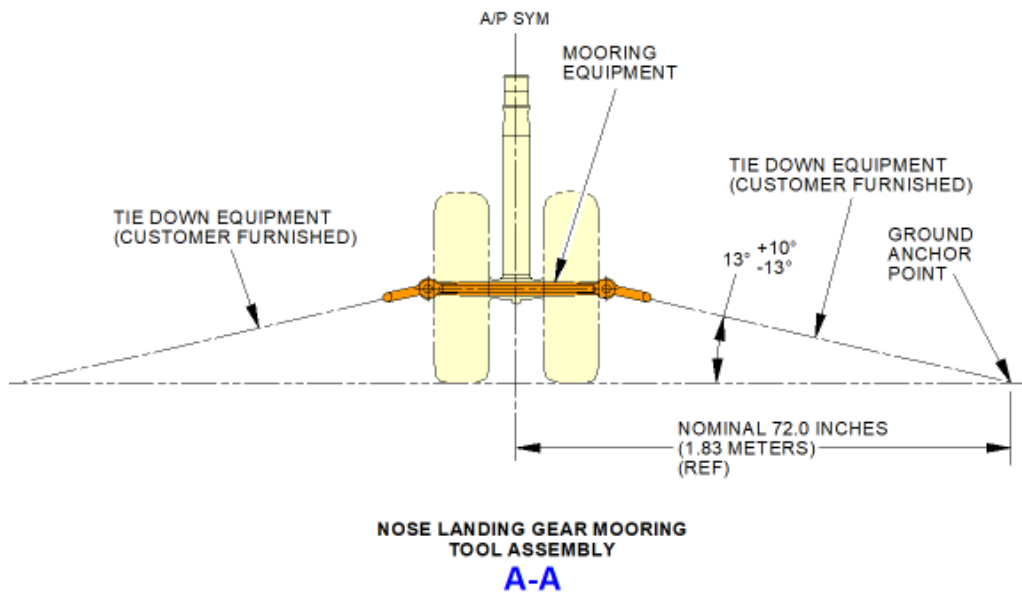 A/P SYM
MOORING
EQUIPMENT
TIE DOWN EQUIPMENT
(CUSTOMER FURNISHED)
TIE DOWN EQUIPMENT
(CUSTOMER FURNISHED)
GROUND
ANCHOR
POINT
13° +10°
-13°
NOMINAL 72.0 INCHES
(1.83 METERS)
(REF)
NOSE LANDING GEAR MOORING
TOOL ASSEMBLY
A-A